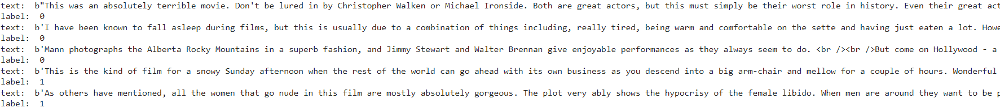 text:  b"This was an absolutely terrible movie. Don't be lured in by Christopher Walken or Michael Ironside. Both are great actors, but this must simply be their worst role in history. Even their great act
label:  0
text:  b'I have been known to fall asleep during films, but this is usually due to a combination of things including, really tired, being warm and comfortable on the sette and having just eaten a lot. Howe
label:  0
text:  b'Mann photographs the Alberta Rocky Mountains in a superb fashion, and Jimmy Stewart and Walter Brennan give enjoyable performances as they always seem to do. <br /><br />But come on Hollywood - a
label:  0
text:  b'This is the kind of film for a snowy Sunday afternoon when the rest of the world can go ahead with its own business as you descend into a big arm-chair and mellow for a couple of hours. Wonderful
label:  1
text:  b'As others have mentioned, all the women that go nude in this film are mostly absolutely gorgeous. The plot very ably shows the hypocrisy of the female libido. When men are around they want to be p
label:  1